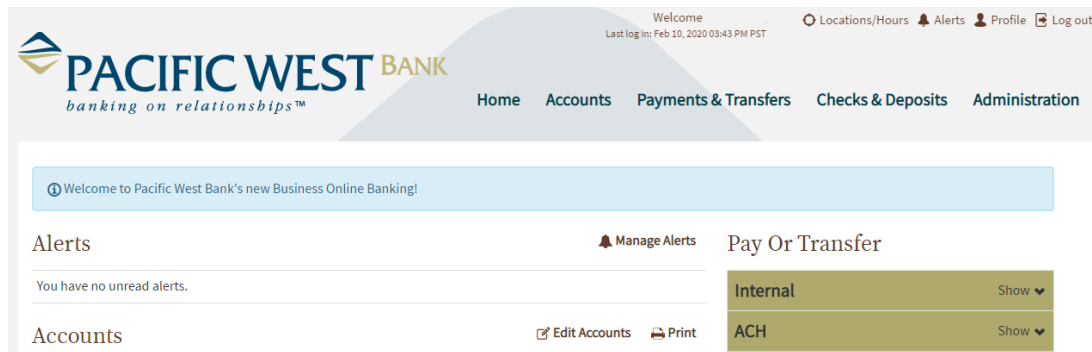 Welcome
Last log in: Feb 10, 2020 03:43 PM PST
Locations/Hours Alerts Profile Log out
PACIFIC WEST BANK
banking on relationships™
Home Accounts Payments & Transfers Checks & Deposits Administration
Welcome to Pacific West Bank's new Business Online Banking!
Alerts Manage Alerts
You have no unread alerts.
Accounts Edit Accounts Print
Pay Or Transfer
Internal Show
ACH Show